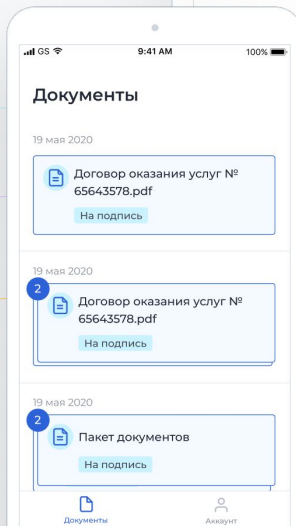 GS 9:41 AM 100%
Документы
19 мая 2020
Договор оказания услуг №
65643578.pdf
На подпись
19 мая 2020
2
Договор оказания услуг №
65643578.pdf
На подпись
19 мая 2020
2
Пакет документов
На подпись
Документы Аккаунт